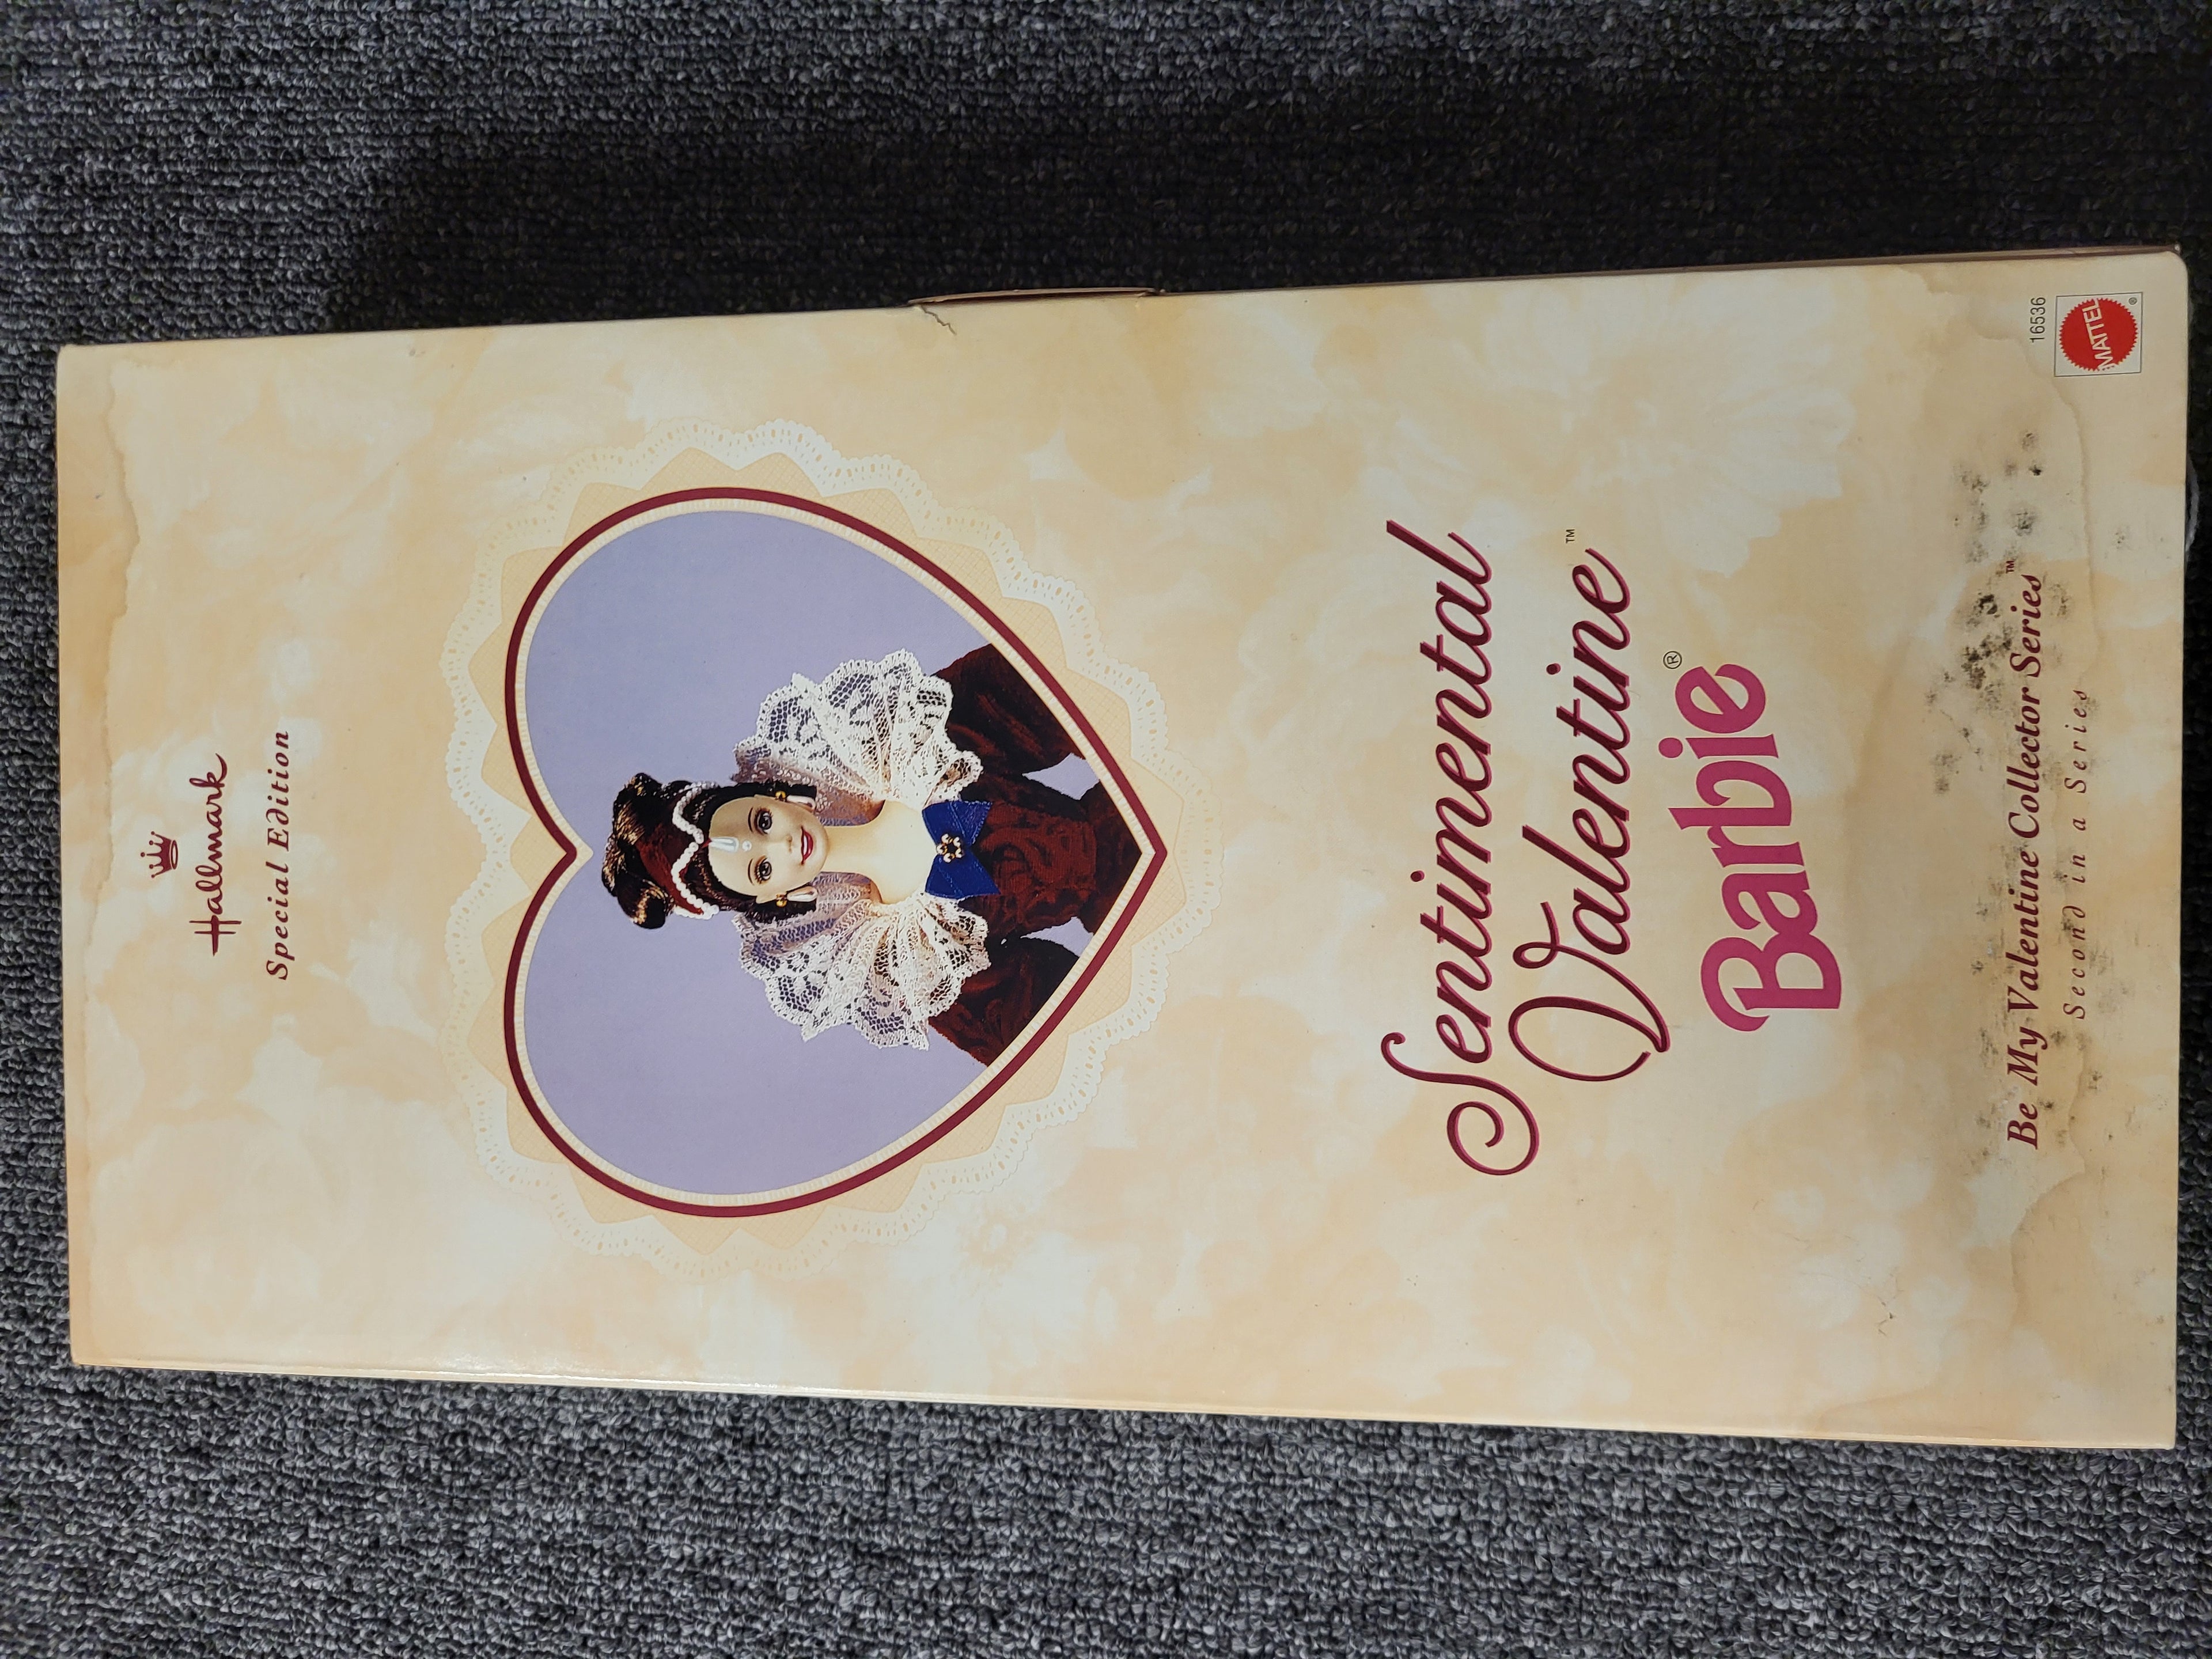 Hallmark
Special Edition
Sentimental
Valentine™
Barbie®
Be My Valentine Collector Series™
Second in a Series
16536
MATTEL
®